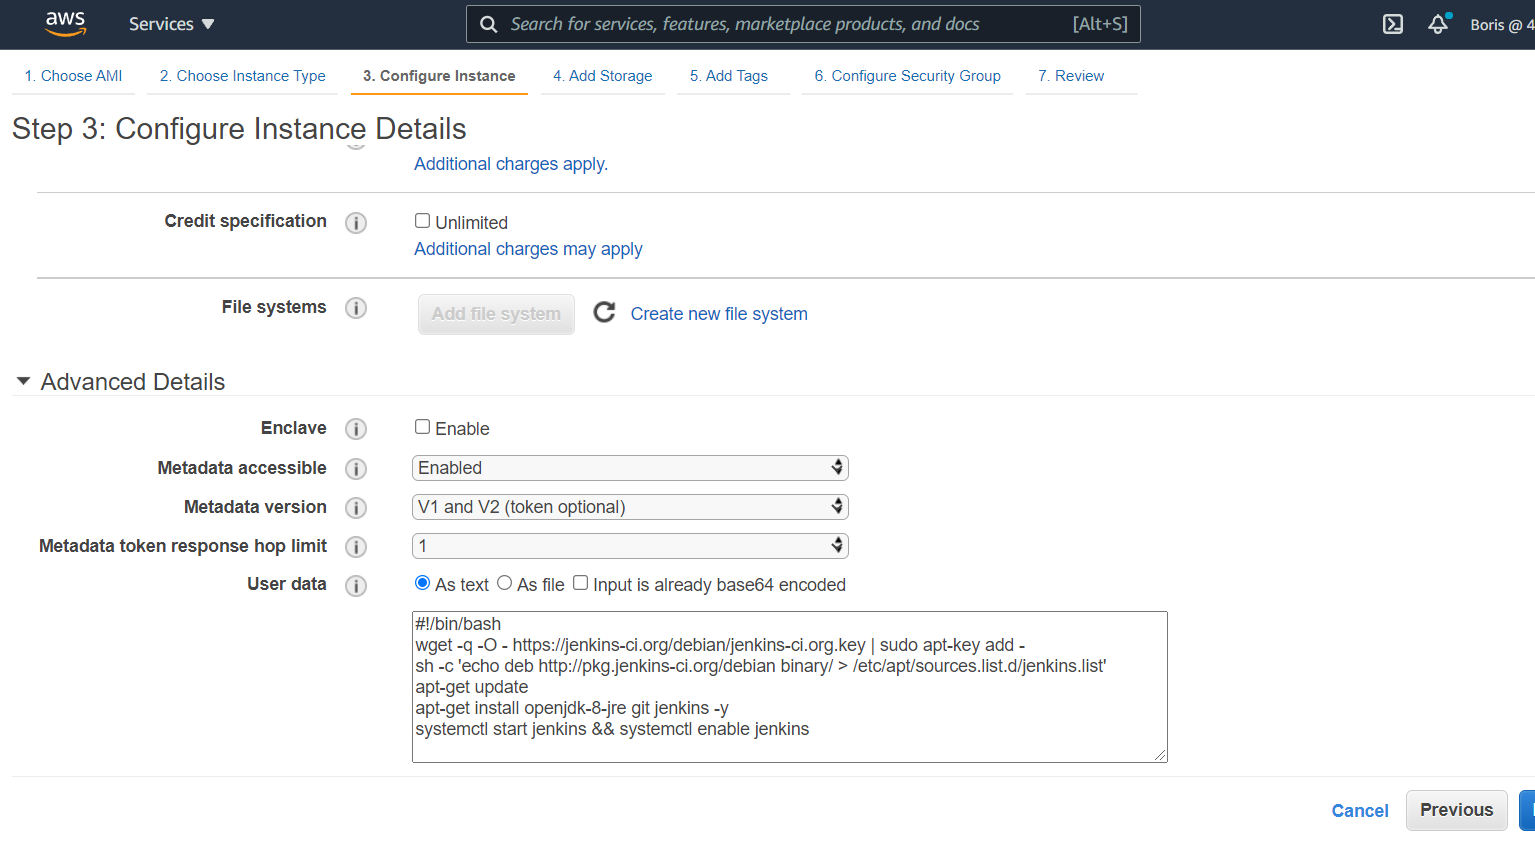 aws Services Search for services, features, marketplace products, and docs [Alt+S] Boris @ 4
1. Choose AMI 2. Choose Instance Type 3. Configure Instance 4. Add Storage 5. Add Tags 6. Configure Security Group 7. Review
Step 3: Configure Instance Details
Additional charges apply.
Credit specification i Unlimited
Additional charges may apply
File systems i Add file system Create new file system
Advanced Details
Enclave i Enable
Metadata accessible i Enabled
Metadata version i V1 and V2 (token optional)
Metadata token response hop limit i 1
User data i As text As file Input is already base64 encoded
#!/bin/bash
wget -q -O - https://jenkins-ci.org/debian/jenkins-ci.org.key | sudo apt-key add -
sh -c 'echo deb http://pkg.jenkins-ci.org/debian binary/ > /etc/apt/sources.list.d/jenkins.list'
apt-get update
apt-get install openjdk-8-jre git jenkins -y
systemctl start jenkins && systemctl enable jenkins
Cancel Previous